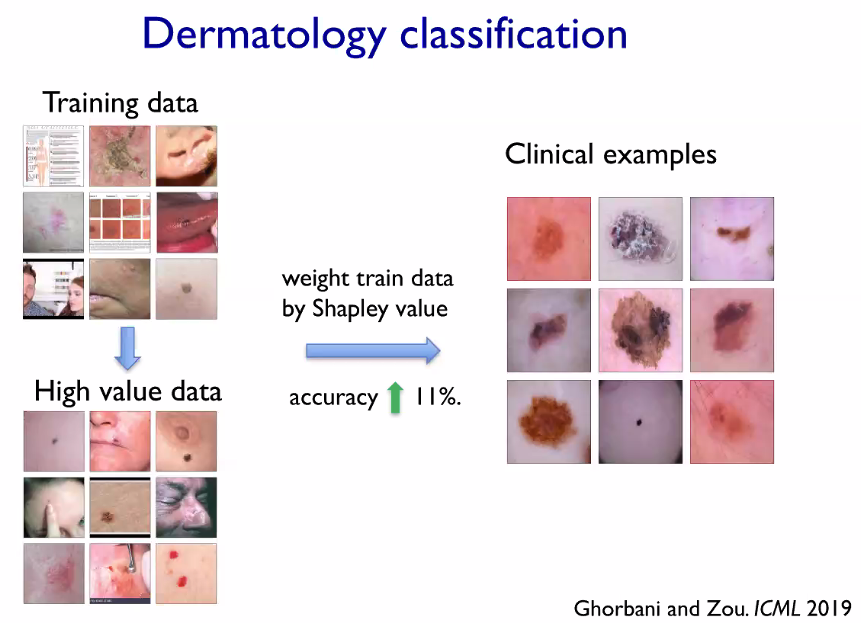 Dermatology classification
Training data
Clinical examples
weight train data
by Shapley value
High value data
accuracy 11%.
Ghorbani and Zou. ICML 2019